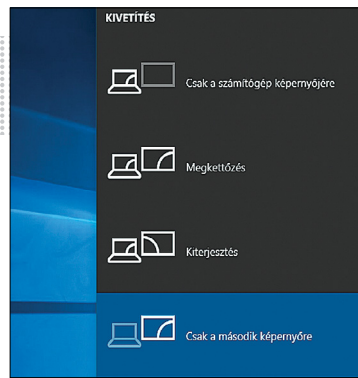 KIVETÍTÉS
Csak a számítógép képernyőjére
Megkettőzés
Kiterjesztés
Csak a második képernyőre